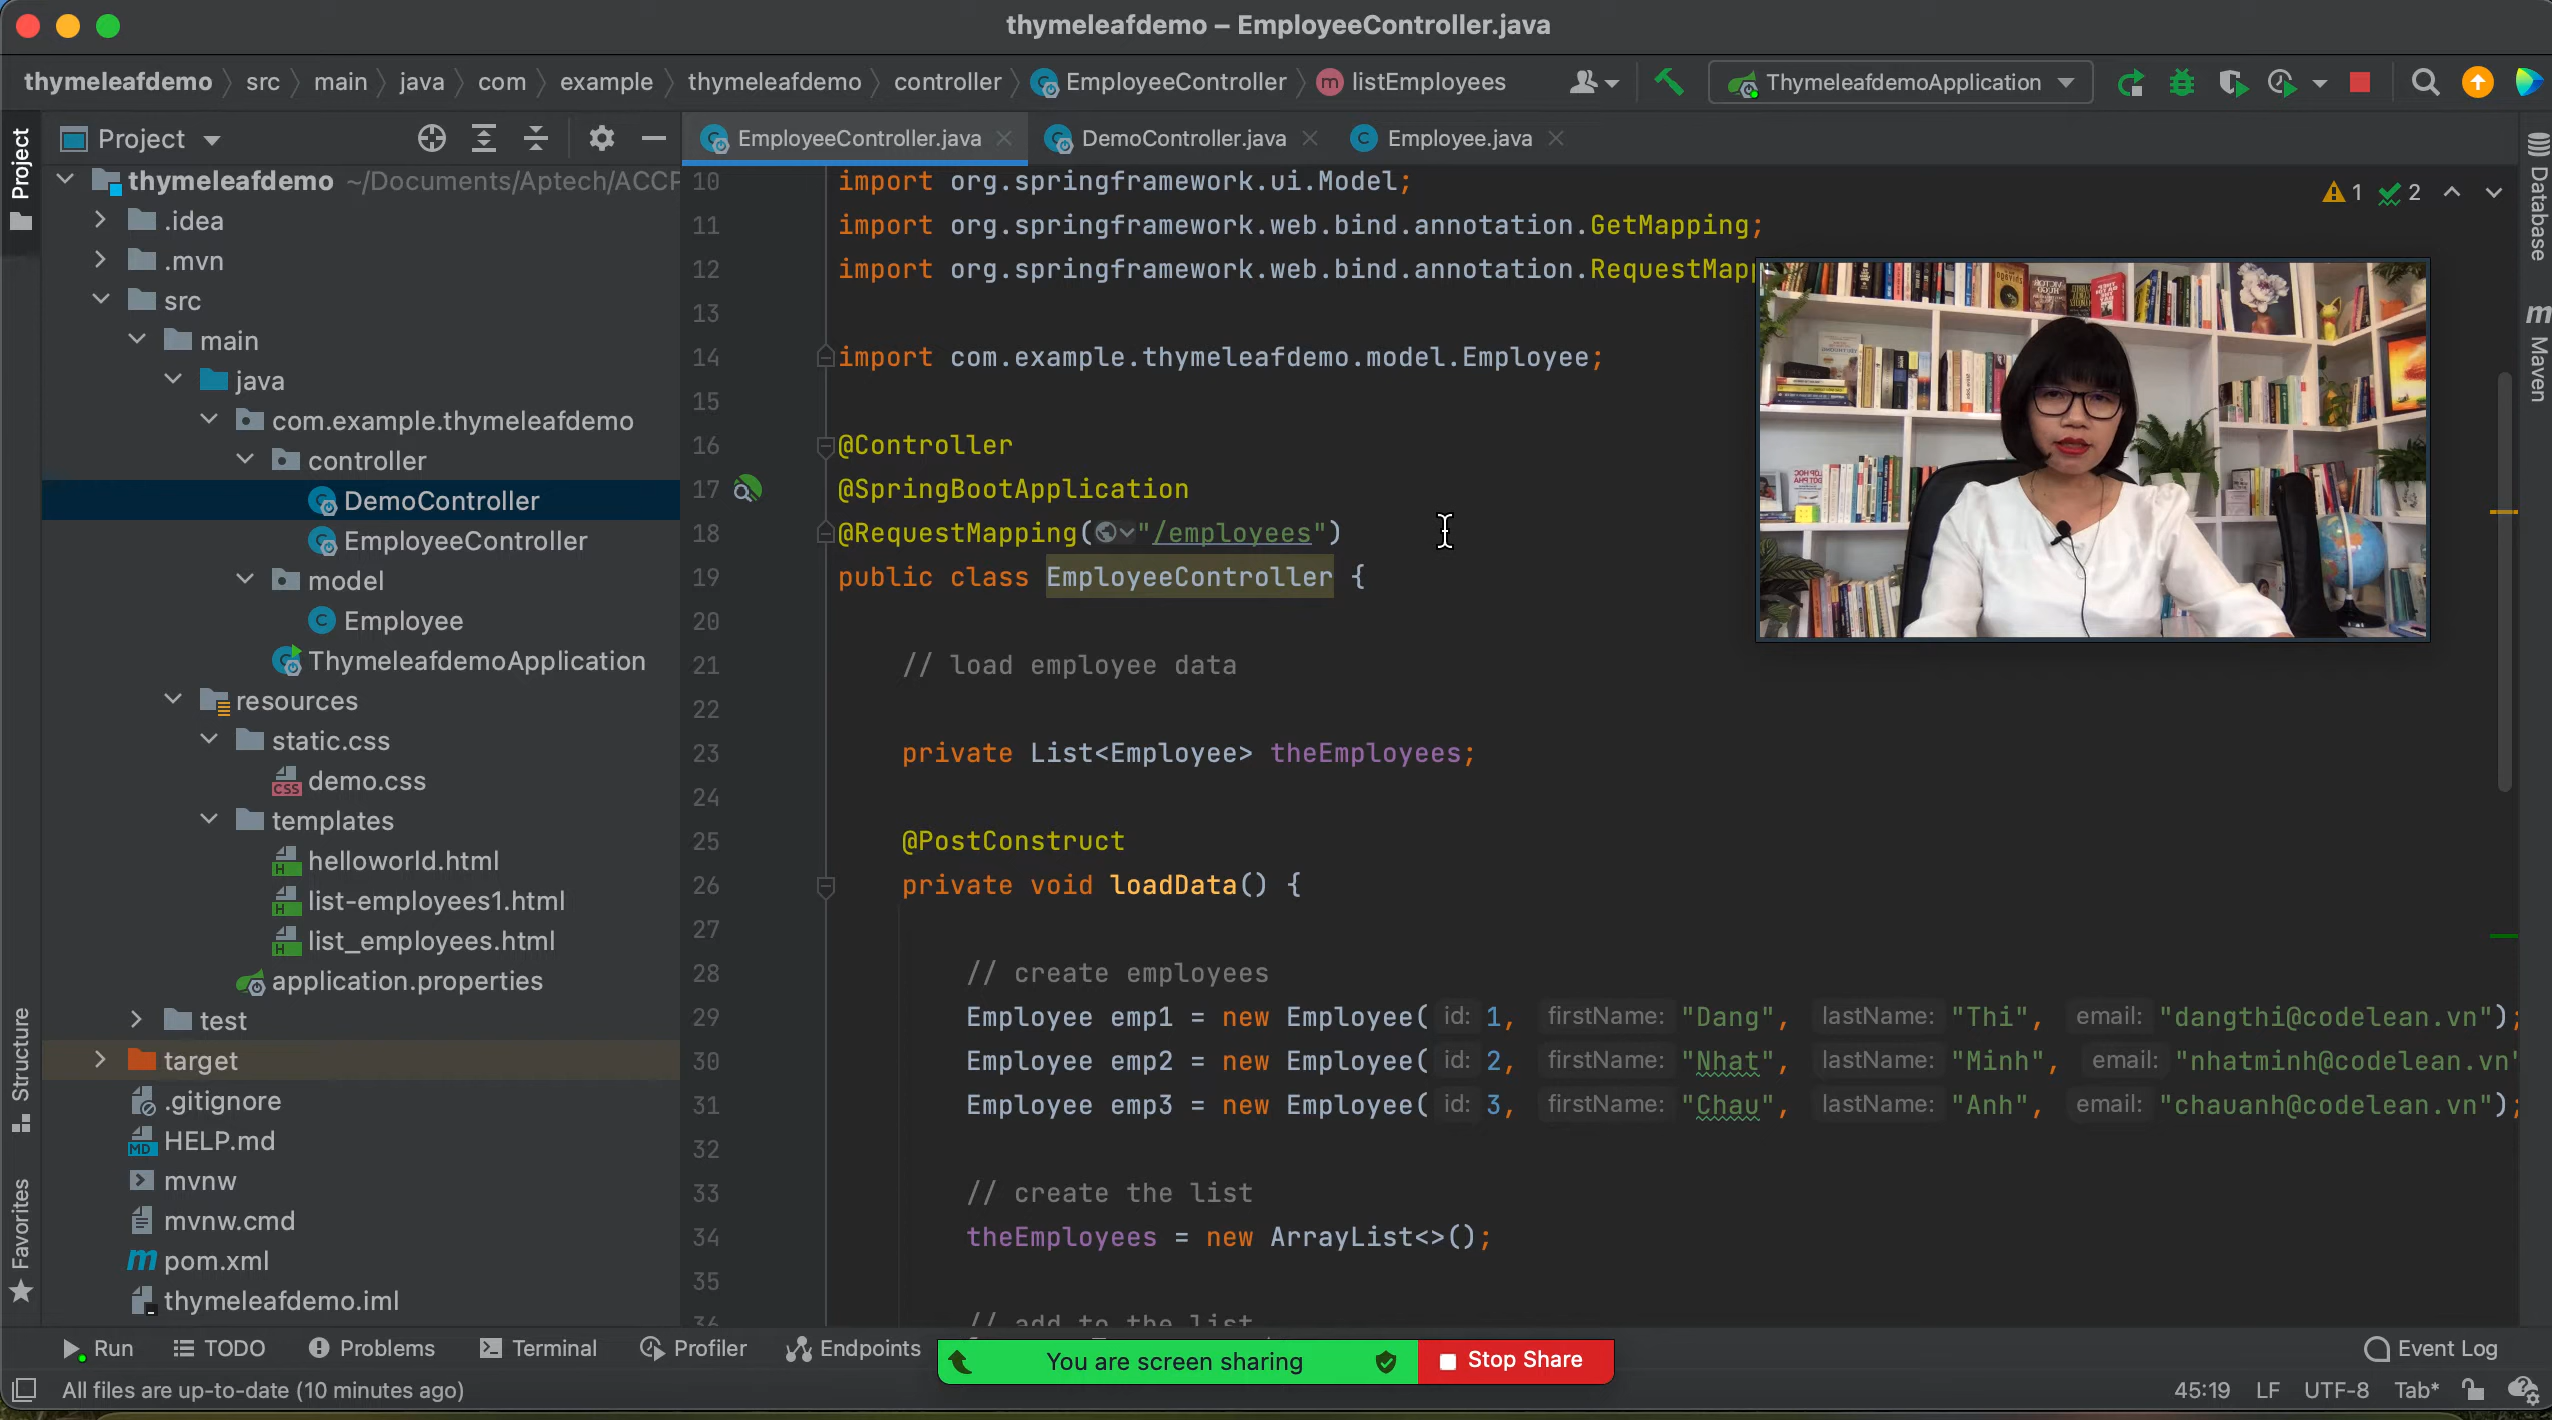 thymeleafdemo – EmployeeController.java
thymeleafdemo src main java com example thymeleafdemo controller EmployeeController listEmployees ThymeleafdemoApplication
Project
Project
EmployeeController.java DemoController.java Employee.java
thymeleafdemo ~/Documents/Aptech/ACCP
.idea
.mvn
src
main
java
com.example.thymeleafdemo
controller
DemoController
EmployeeController
model
Employee
ThymeleafdemoApplication
resources
static.css
demo.css
templates
helloworld.html
list-employees1.html
list_employees.html
application.properties
test
target
.gitignore
HELP.md
mvnw
mvnw.cmd
pom.xml
thymeleafdemo.iml
Structure
Favorites
10 import org.springframework.ui.Model;
11 import org.springframework.web.bind.annotation.GetMapping;
12 import org.springframework.web.bind.annotation.RequestMapp
13
14 import com.example.thymeleafdemo.model.Employee;
15
16 @Controller
17 @SpringBootApplication
18 @RequestMapping("/employees")
19 public class EmployeeController {
20
21 // load employee data
22
23 private List<Employee> theEmployees;
24
25 @PostConstruct
26 private void loadData() {
27
28 // create employees
29 Employee emp1 = new Employee( id: 1, firstName: "Dang", lastName: "Thi", email: "dangthi@codelean.vn");
30 Employee emp2 = new Employee( id: 2, firstName: "Nhat", lastName: "Minh", email: "nhatminh@codelean.vn"
31 Employee emp3 = new Employee( id: 3, firstName: "Chau", lastName: "Anh", email: "chauanh@codelean.vn");
32
33 // create the list
34 theEmployees = new ArrayList<>();
35
36 // add to the list
1 2
Database
m Maven
Run TODO Problems Terminal Profiler Endpoints
You are screen sharing Stop Share
Event Log
All files are up-to-date (10 minutes ago)
45:19 LF UTF-8 Tab*